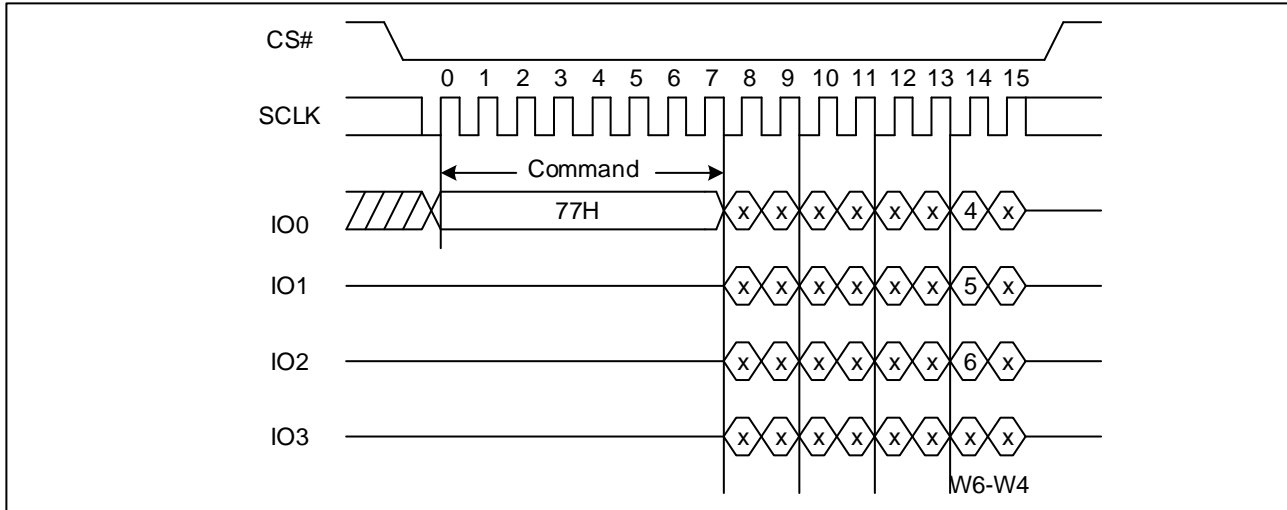 CS#
0 1 2 3 4 5 6 7 8 9 10 11 12 13 14 15
SCLK
Command
IO0 77H x x x x x x 4 x
IO1 x x x x x x 5 x
IO2 x x x x x x 6 x
IO3 x x x x x x x x
W6-W4